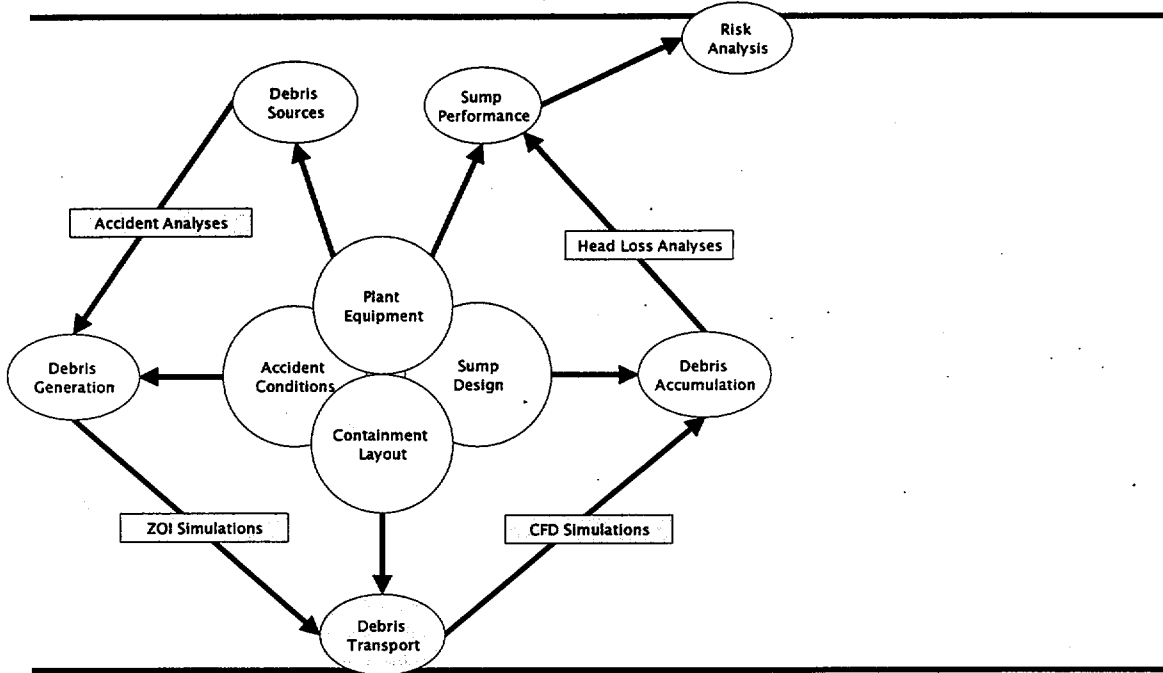 Risk
Analysis
Debris
Sources
Sump
Performance
Accident Analyses
Head Loss Analyses
Plant
Equipment
Debris
Generation
Accident
Conditions
Sump
Design
Debris
Accumulation
Containment
Layout
ZOI Simulations
CFD Simulations
Debris
Transport